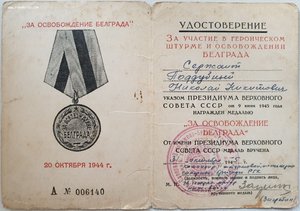 "ЗА ОСВОБОЖДЕНИЕ
БЕЛГРАДА"
БЕЛГРАДА
20 ОКТЯБРЯ 1944 г.
А № 006140
УДОСТОВЕРЕНИЕ
ЗА УЧАСТИЕ В ГЕРОИЧЕСКОМ
ШТУРМЕ И ОСВОБОЖДЕНИИ
БЕЛГРАДА
Сержант
Поддубный
Николай Никитович
УКАЗОМ ПРЕЗИДИУМА ВЕРХОВНОГО
СОВЕТА СССР от 9 июня 1945 года
НАГРАЖДЕН МЕДАЛЬЮ
"ЗА ОСВОБОЖДЕНИЕ
БЕЛГРАДА"
ОТ ИМЕНИ ПРЕЗИДИУМА ВЕРХОВНОГО
СОВЕТА СССР МЕДАЛЬ ВРУЧЕНА